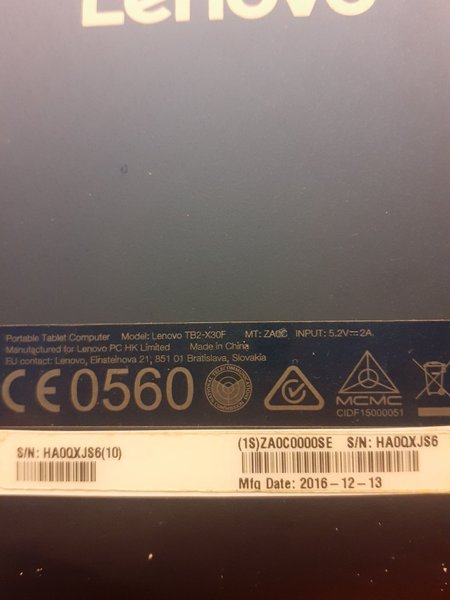 Lenovo
Portable Tablet Computer Model: Lenovo TB2-X30F MT: ZA0C INPUT: 5.2V⎓2A
Manufactured for Lenovo PC HK Limited Made in China
EU contact: Lenovo, Einsteinova 21, 851 01 Bratislava, Slovakia
CE0560
MCMC
CIDF15000051
S/N: HA0QXJS6(10)
(1S)ZA0C0000SE S/N: HA0QXJS6
Mfg Date: 2016-12-13